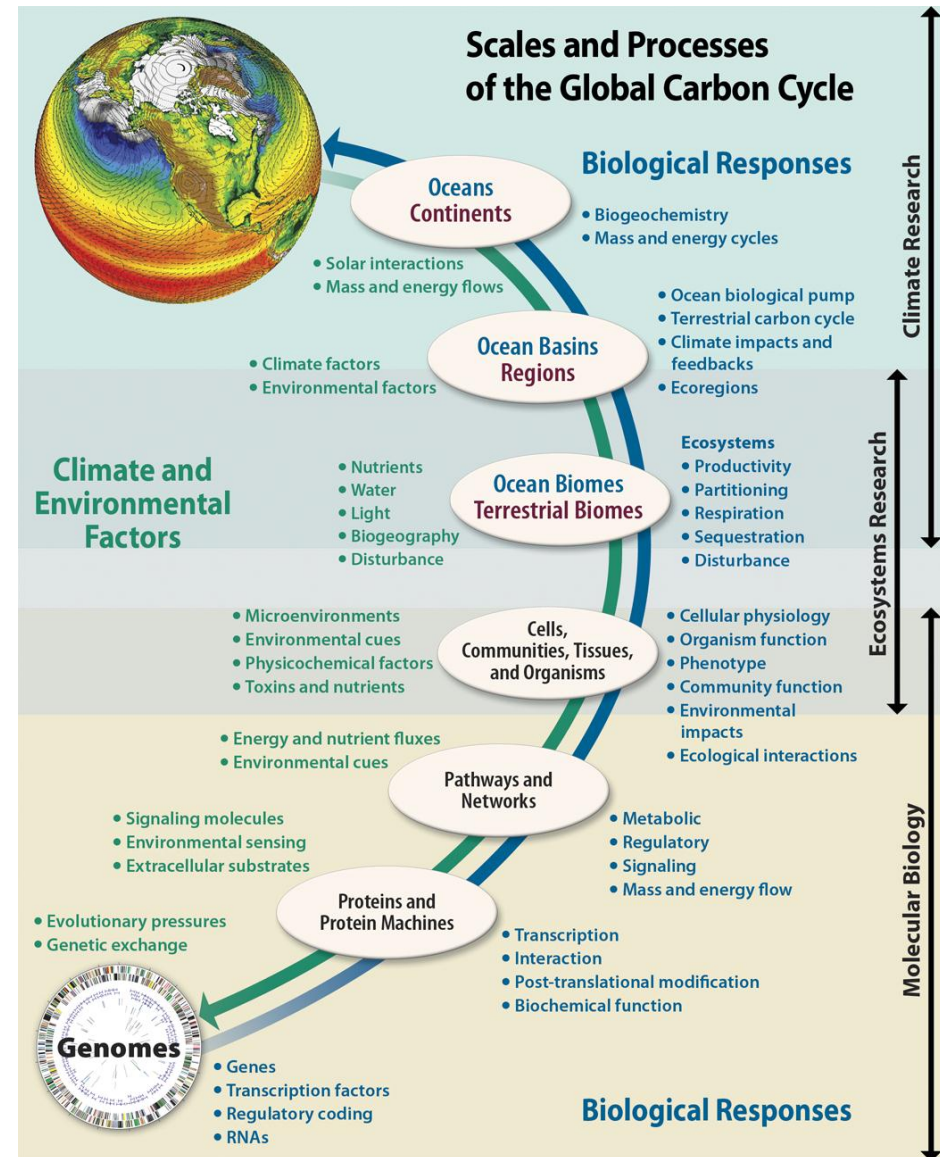 Scales and Processes
of the Global Carbon Cycle
Biological Responses
Oceans
Continents
• Biogeochemistry
• Mass and energy cycles
• Solar interactions
• Mass and energy flows
Climate Research
• Ocean biological pump
• Terrestrial carbon cycle
• Climate impacts and
feedbacks
• Ecoregions
Ocean Basins
Regions
• Climate factors
• Environmental factors
Climate and
Environmental
Factors
• Nutrients
• Water
• Light
• Biogeography
• Disturbance
Ocean Biomes
Terrestrial Biomes
Ecosystems
• Productivity
• Partitioning
• Respiration
• Sequestration
• Disturbance
Ecosystems Research
• Microenvironments
• Environmental cues
• Physicochemical factors
• Toxins and nutrients
Cells,
Communities, Tissues,
and Organisms
• Cellular physiology
• Organism function
• Phenotype
• Community function
• Environmental
impacts
• Ecological interactions
• Energy and nutrient fluxes
• Environmental cues
Pathways and
Networks
• Signaling molecules
• Environmental sensing
• Extracellular substrates
• Metabolic
• Regulatory
• Signaling
• Mass and energy flow
Molecular Biology
Proteins and
Protein Machines
• Evolutionary pressures
• Genetic exchange
• Transcription
• Interaction
• Post-translational modification
• Biochemical function
Genomes
• Genes
• Transcription factors
• Regulatory coding
• RNAs
Biological Responses